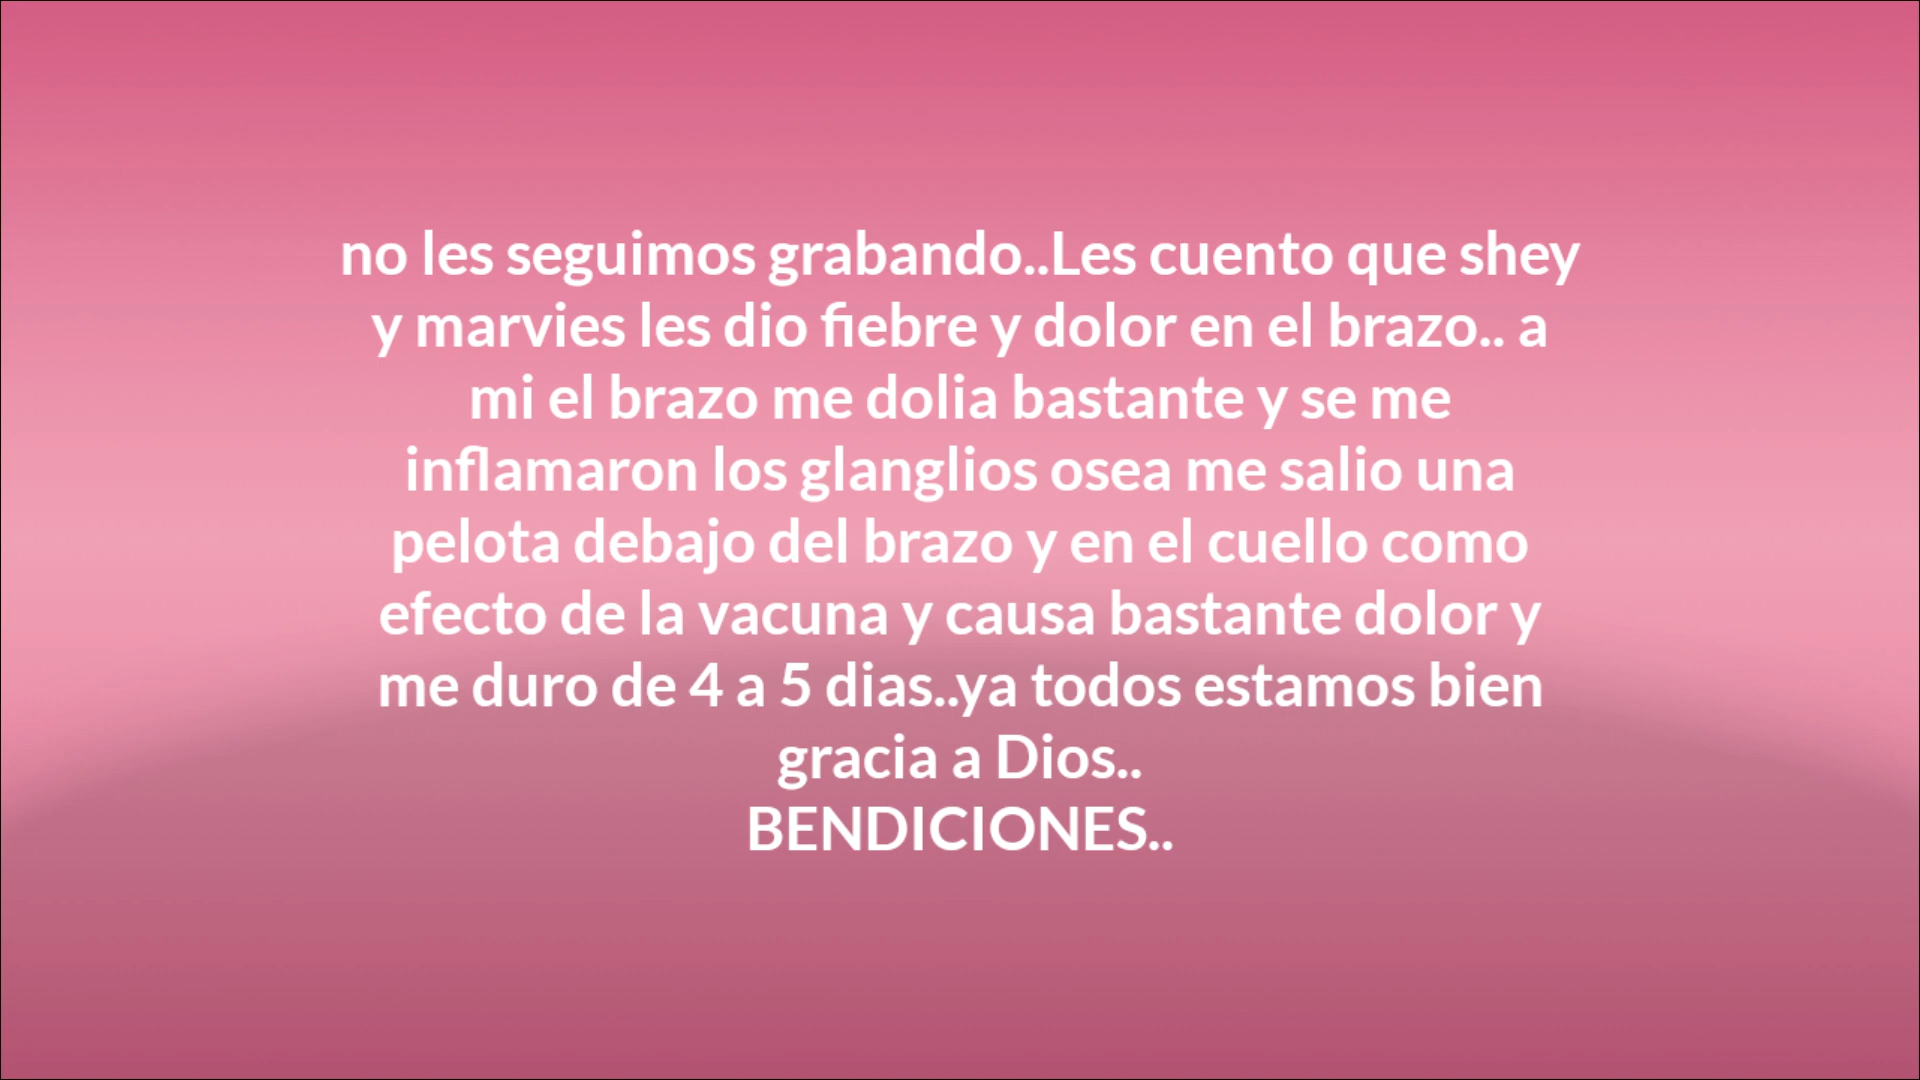 no les seguimos grabando..Les cuento que shey
y marvies les dio fiebre y dolor en el brazo.. a
mi el brazo me dolia bastante y se me
inflamaron los glanglios osea me salio una
pelota debajo del brazo y en el cuello como
efecto de la vacuna y causa bastante dolor y
me duro de 4 a 5 dias..ya todos estamos bien
gracia a Dios..
BENDICIONES..